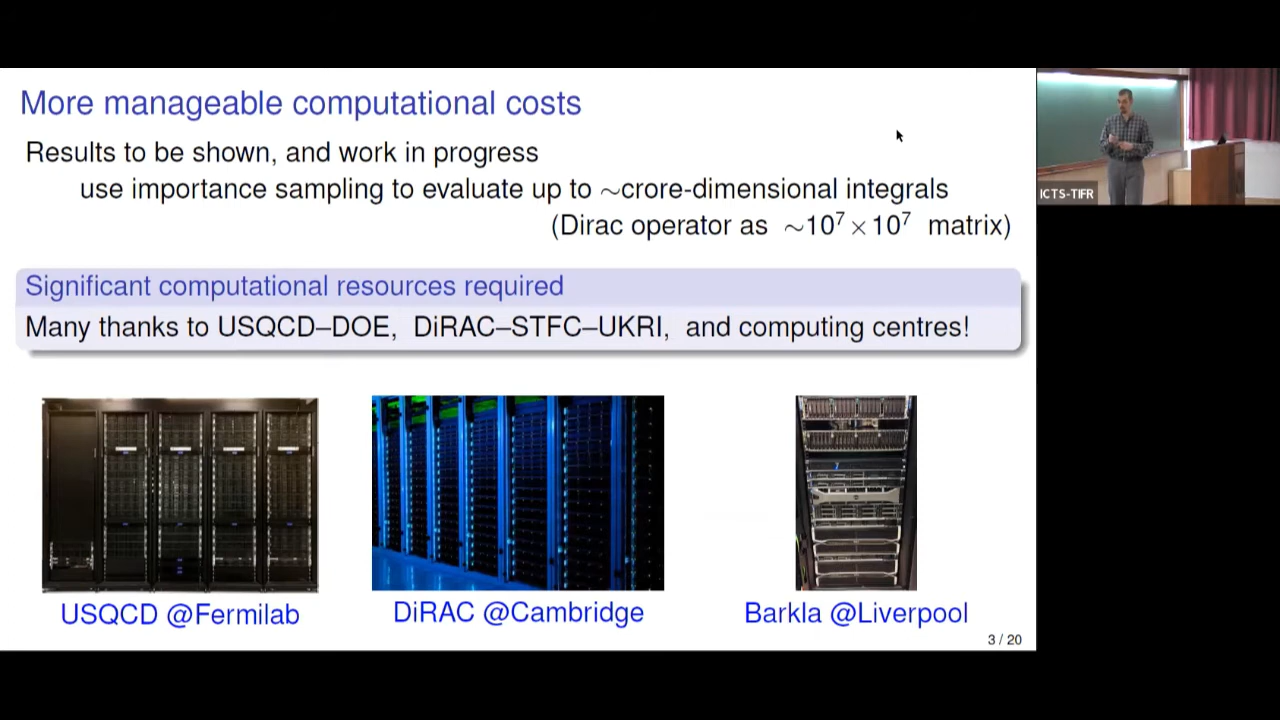 More manageable computational costs
Results to be shown, and work in progress
use importance sampling to evaluate up to ∼crore-dimensional integrals
(Dirac operator as ∼10⁷×10⁷ matrix)
Significant computational resources required
Many thanks to USQCD–DOE, DiRAC–STFC–UKRI, and computing centres!
USQCD @Fermilab
DiRAC @Cambridge
Barkla @Liverpool
3 / 20
ICTS-TIFR